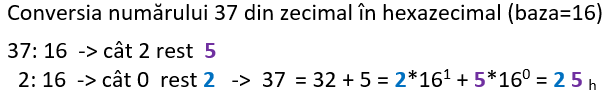 Conversia numărului 37 din zecimal în hexazecimal (baza=16)
37: 16 -> cât 2 rest 5
2: 16 -> cât 0 rest 2 -> 37 = 32 + 5 = 2*16¹ + 5*16⁰ = 2 5 ₕ